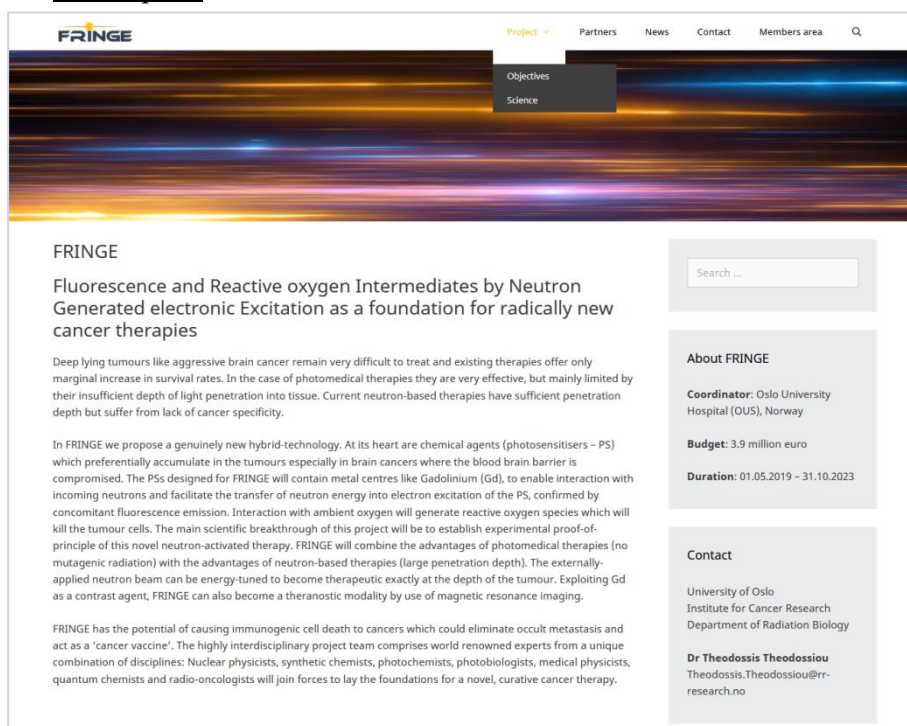 FRINGE
Project
Partners
News
Contact
Members area
Objectives
Science
FRINGE
Fluorescence and Reactive oxygen Intermediates by Neutron
Generated electronic Excitation as a foundation for radically new
cancer therapies
Deep lying tumours like aggressive brain cancer remain very difficult to treat and existing therapies offer only
marginal increase in survival rates. In the case of photomedical therapies they are very effective, but mainly limited by
their insufficient depth of light penetration into tissue. Current neutron-based therapies have sufficient penetration
depth but suffer from lack of cancer specificity.
In FRINGE we propose a genuinely new hybrid-technology. At its heart are chemical agents (photosensitisers – PS)
which preferentially accumulate in the tumours especially in brain cancers where the blood brain barrier is
compromised. The PSs designed for FRINGE will contain metal centres like Gadolinium (Gd), to enable interaction with
incoming neutrons and facilitate the transfer of neutron energy into electron excitation of the PS, confirmed by
concomitant fluorescence emission. Interaction with ambient oxygen will generate reactive oxygen species which will
kill the tumour cells. The main scientific breakthrough of this project will be to establish experimental proof-of-
principle of this novel neutron-activated therapy. FRINGE will combine the advantages of photomedical therapies (no
mutagenic radiation) with the advantages of neutron-based therapies (large penetration depth). The externally-
applied neutron beam can be energy-tuned to become therapeutic exactly at the depth of the tumour. Exploiting Gd
as a contrast agent, FRINGE can also become a theranostic modality by use of magnetic resonance imaging.
FRINGE has the potential of causing immunogenic cell death to cancers which could eliminate occult metastasis and
act as a 'cancer vaccine'. The highly interdisciplinary project team comprises world renowned experts from a unique
combination of disciplines: Nuclear physicists, synthetic chemists, photochemists, photobiologists, medical physicists,
quantum chemists and radio-oncologists will join forces to lay the foundations for a novel, curative cancer therapy.
Search ...
About FRINGE
Coordinator: Oslo University
Hospital (OUS), Norway
Budget: 3.9 million euro
Duration: 01.05.2019 – 31.10.2023
Contact
University of Oslo
Institute for Cancer Research
Department of Radiation Biology
Dr Theodossis Theodossiou
Theodossis.Theodossiou@rr-
research.no